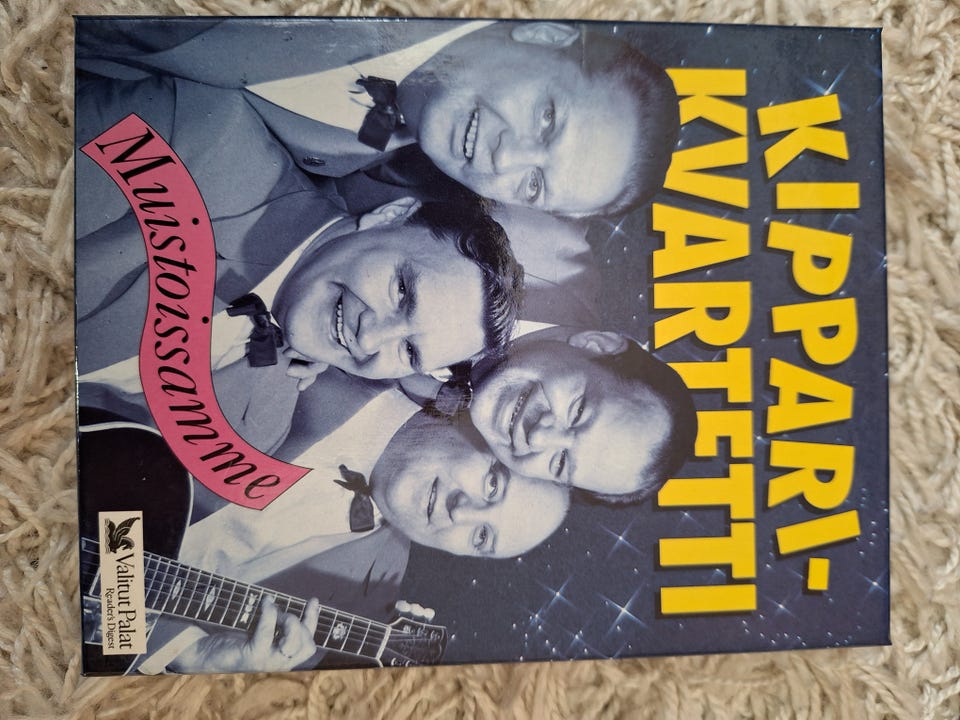 KIPPARI-
KVARTETTI
Muistoissamme
Valitut Palat
Reader's Digest